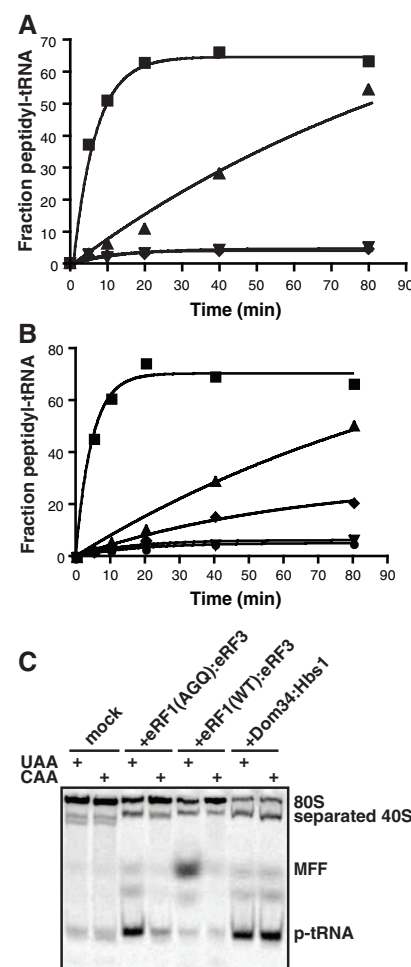 A
Fraction peptidyl-tRNA
70
60
50
40
30
20
10
0
0 10 20 30 40 50 60 70 80 90
Time (min)
B
Fraction peptidyl-tRNA
80
60
40
20
0
0 10 20 30 40 50 60 70 80 90
Time (min)
C
mock
+eRF1(AGQ):eRF3
+eRF1(WT):eRF3
+Dom34:Hbs1
UAA + + + +
CAA + + + +
80S
separated 40S
MFF
p-tRNA